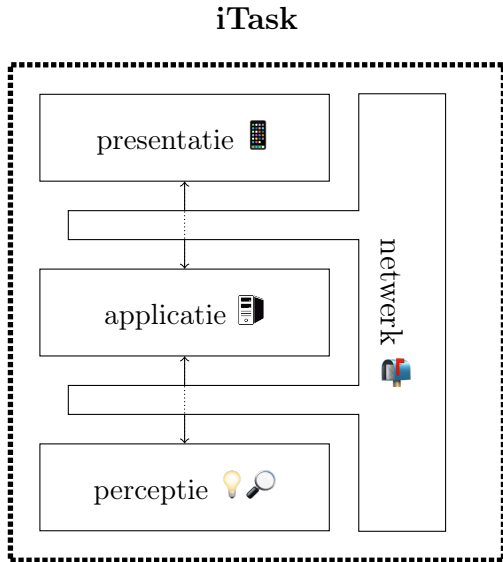 iTask
presentatie 📱
applicatie 🖥
netwerk 📬
perceptie 💡🔎